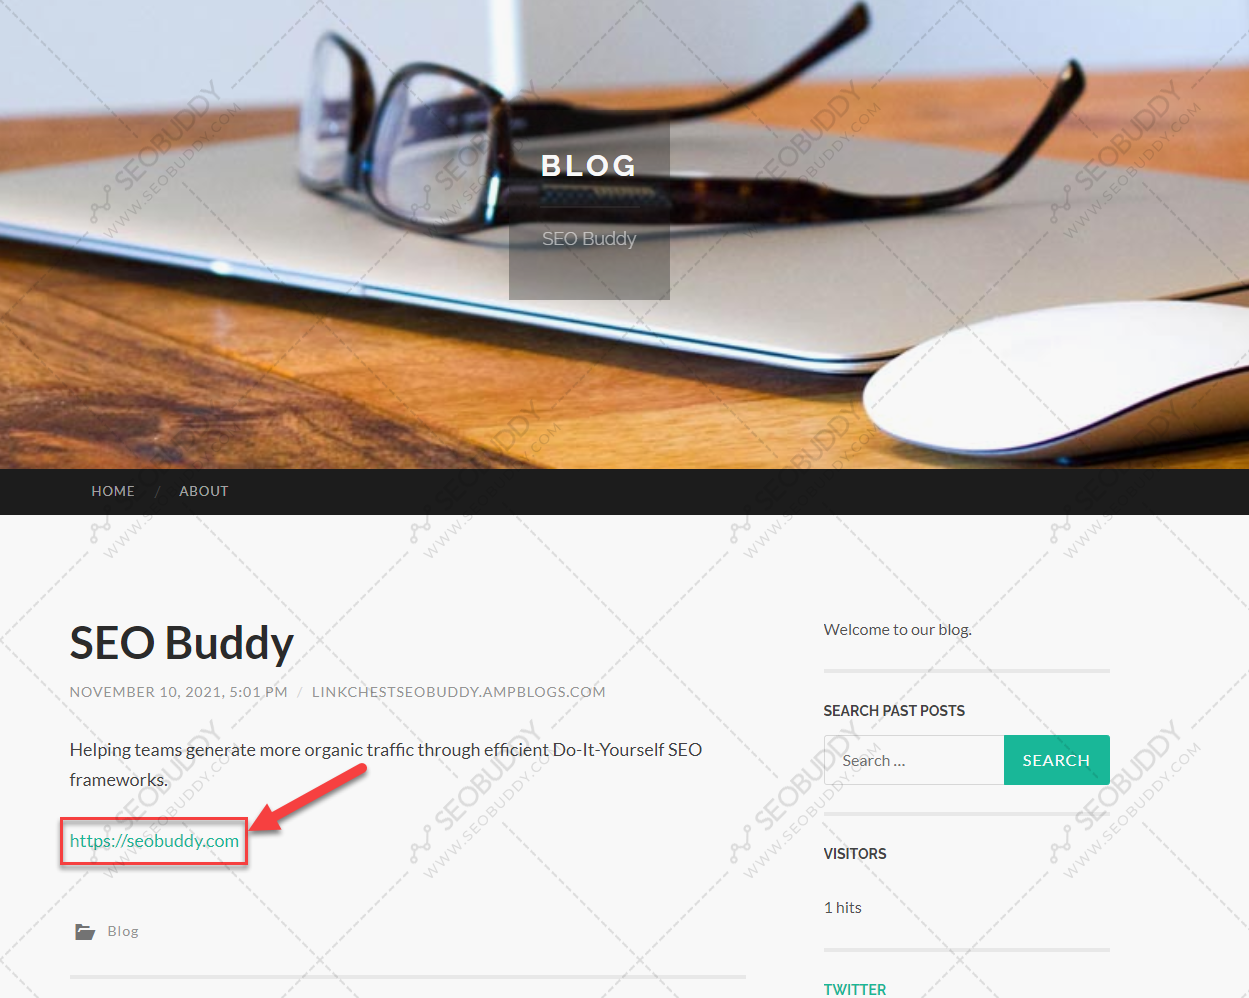 BLOG
SEO Buddy
HOME / ABOUT
SEO Buddy
NOVEMBER 10, 2021, 5:01 PM / LINKCHESTSEOBUDDY.AMPBLOGS.COM
Helping teams generate more organic traffic through efficient Do-It-Yourself SEO
frameworks.
https://seobuddy.com
Blog
Welcome to our blog.
SEARCH PAST POSTS
Search ... SEARCH
VISITORS
1 hits
TWITTER
SEOBUDDY
WWW.SEOBUDDY.COM